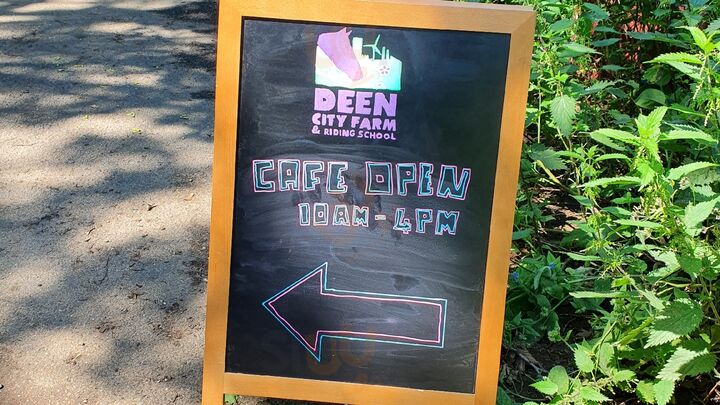 DEEN
CITY FARM
& RIDING SCHOOL
CAFE OPEN
10AM - 4PM